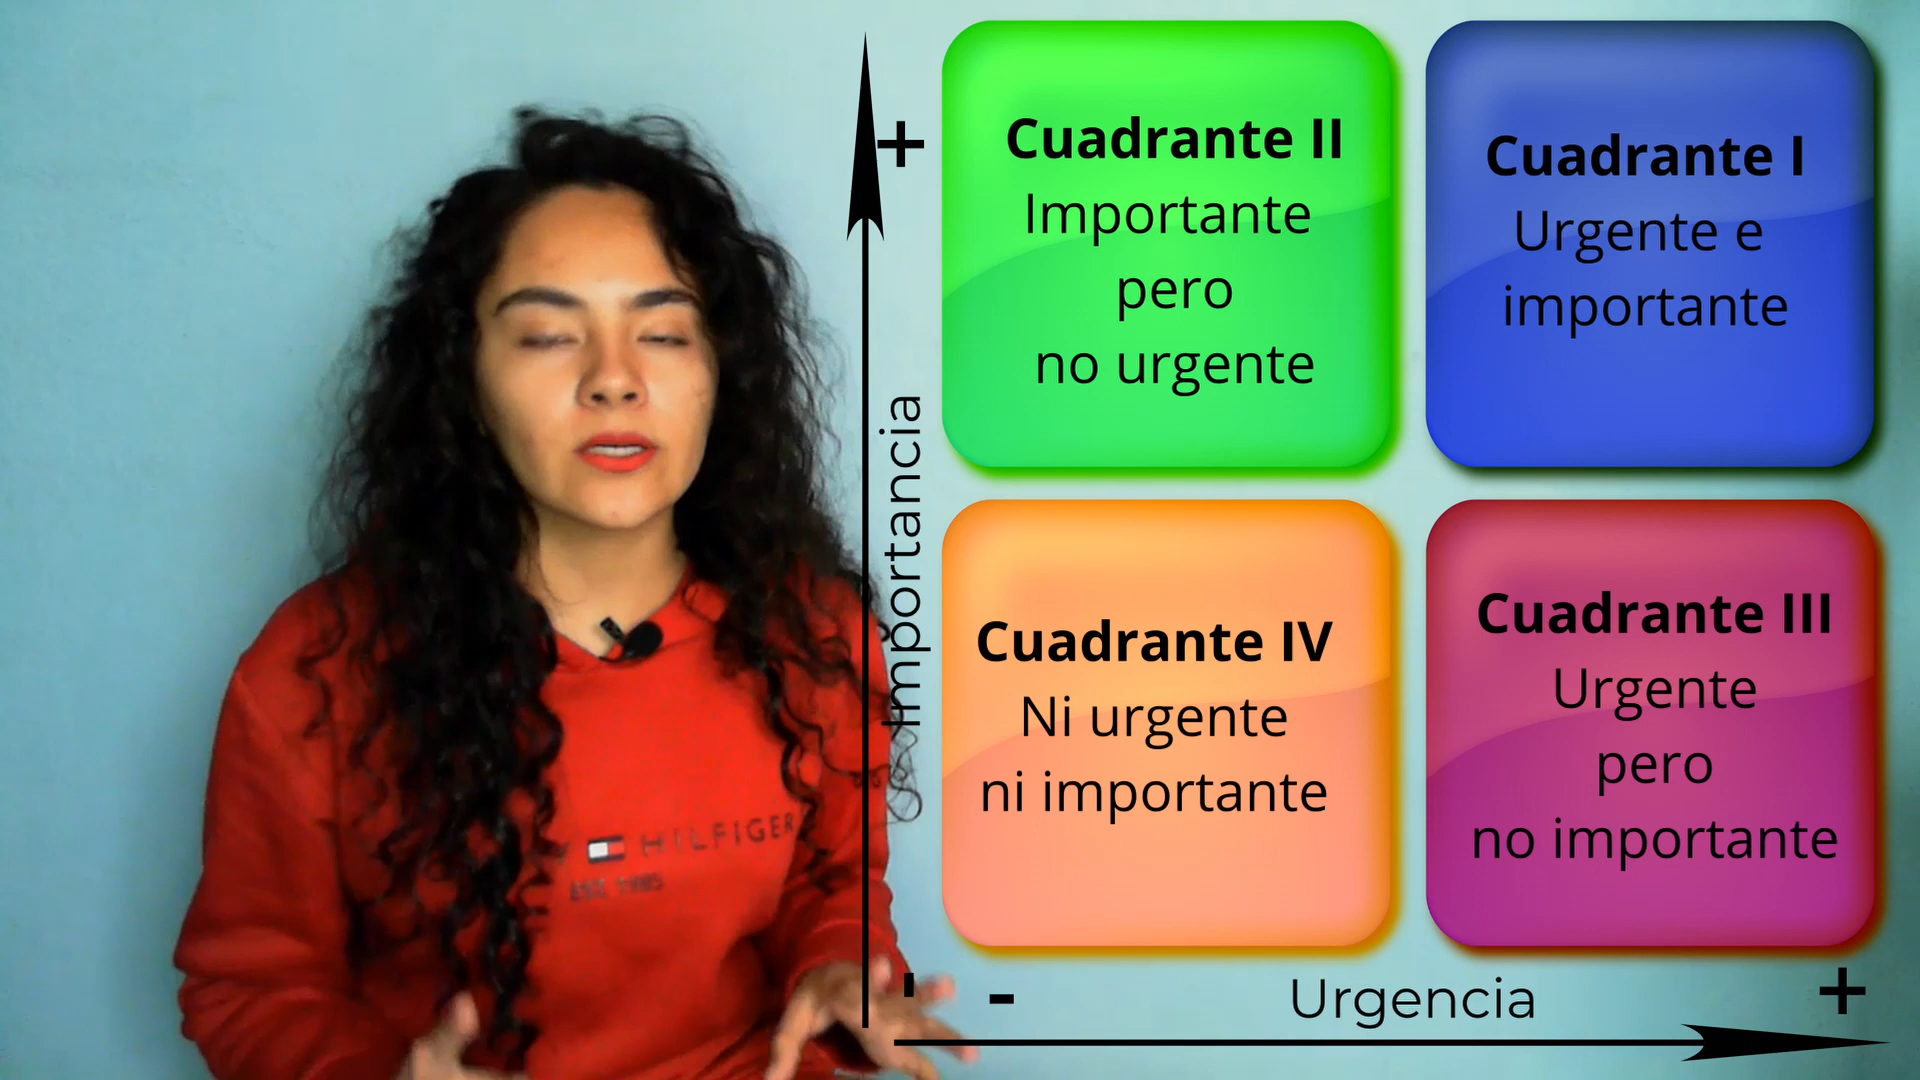 +
Cuadrante II
Importante
pero
no urgente
Cuadrante I
Urgente e
importante
Importancia
Cuadrante IV
Ni urgente
ni importante
Cuadrante III
Urgente
pero
no importante
HILFIGER
- - Urgencia +